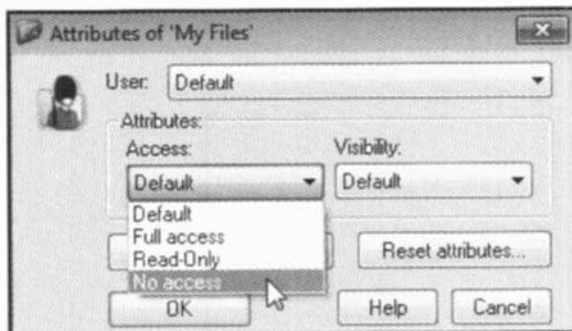 Attributes of 'My Files'
User: Default
Attributes:
Access: Visibility:
Default Default
Default
Full access
Read-Only
No access
Reset attributes...
OK Help Cancel